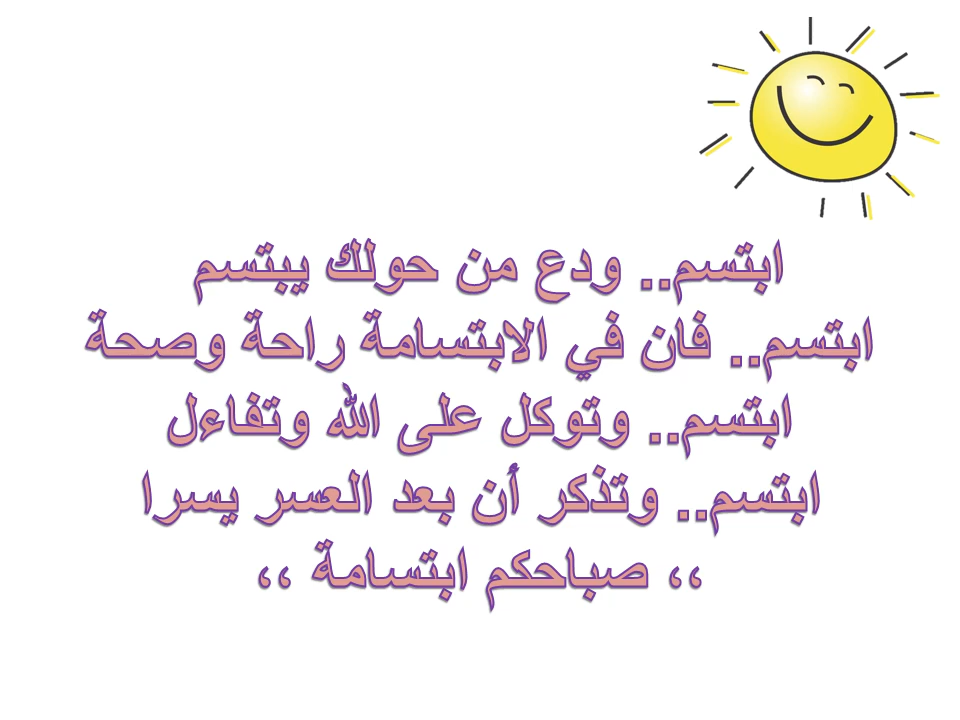 ابتسم.. ودع من حولك يبتسم
ابتسم.. فان في الابتسامة راحة وصحة
ابتسم.. وتوكل على الله وتفاءل
ابتسم.. وتذكر أن بعد العسر يسرا
،، صباحكم ابتسامة ،،